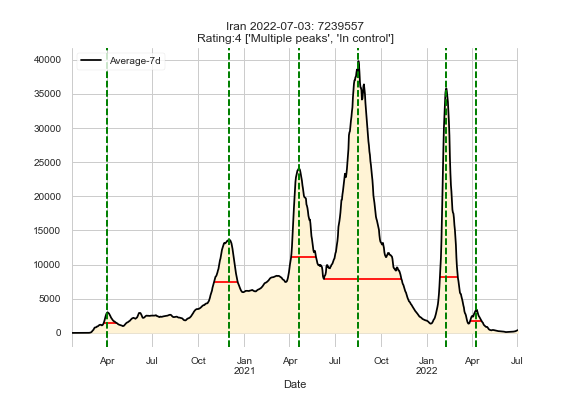 Iran 2022-07-03: 7239557
Rating:4 ['Multiple peaks', 'In control']
Average-7d
40000
35000
30000
25000
20000
15000
10000
5000
0
Apr Jul Oct Jan Apr Jul Oct Jan Apr Jul
2021 2022
Date